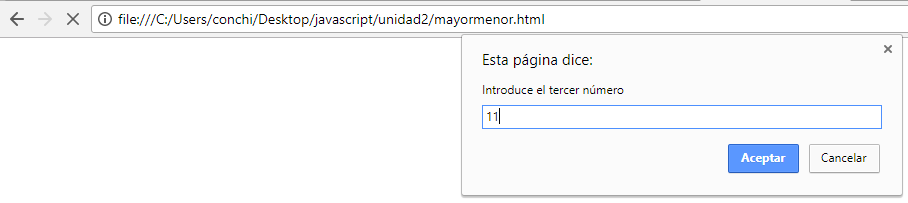 file:///C:/Users/conchi/Desktop/javascript/unidad2/mayormenor.html
Esta página dice:
Introduce el tercer número
11
Aceptar
Cancelar